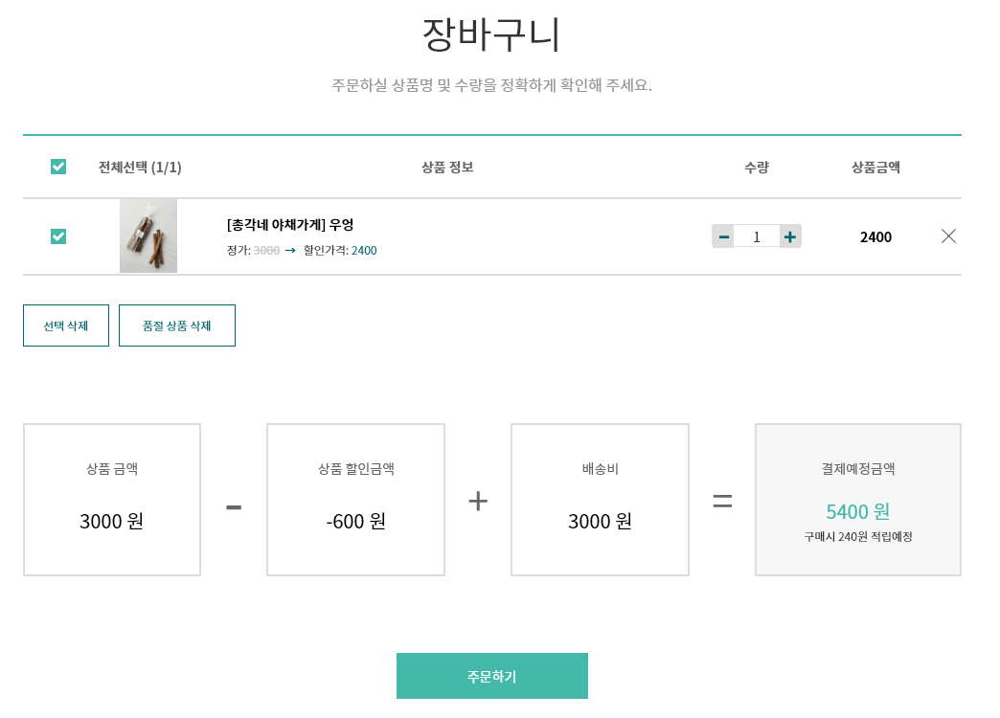 장바구니
주문하실 상품명 및 수량을 정확하게 확인해 주세요.
전체선택 (1/1) 상품 정보 수량 상품금액
[총각네 야채가게] 우엉
정가: 3000 → 할인가격: 2400
1
2400
선택 삭제 품절 상품 삭제
상품 금액
3000 원
-
상품 할인금액
-600 원
+
배송비
3000 원
=
결제예정금액
5400 원
구매시 240원 적립예정
주문하기